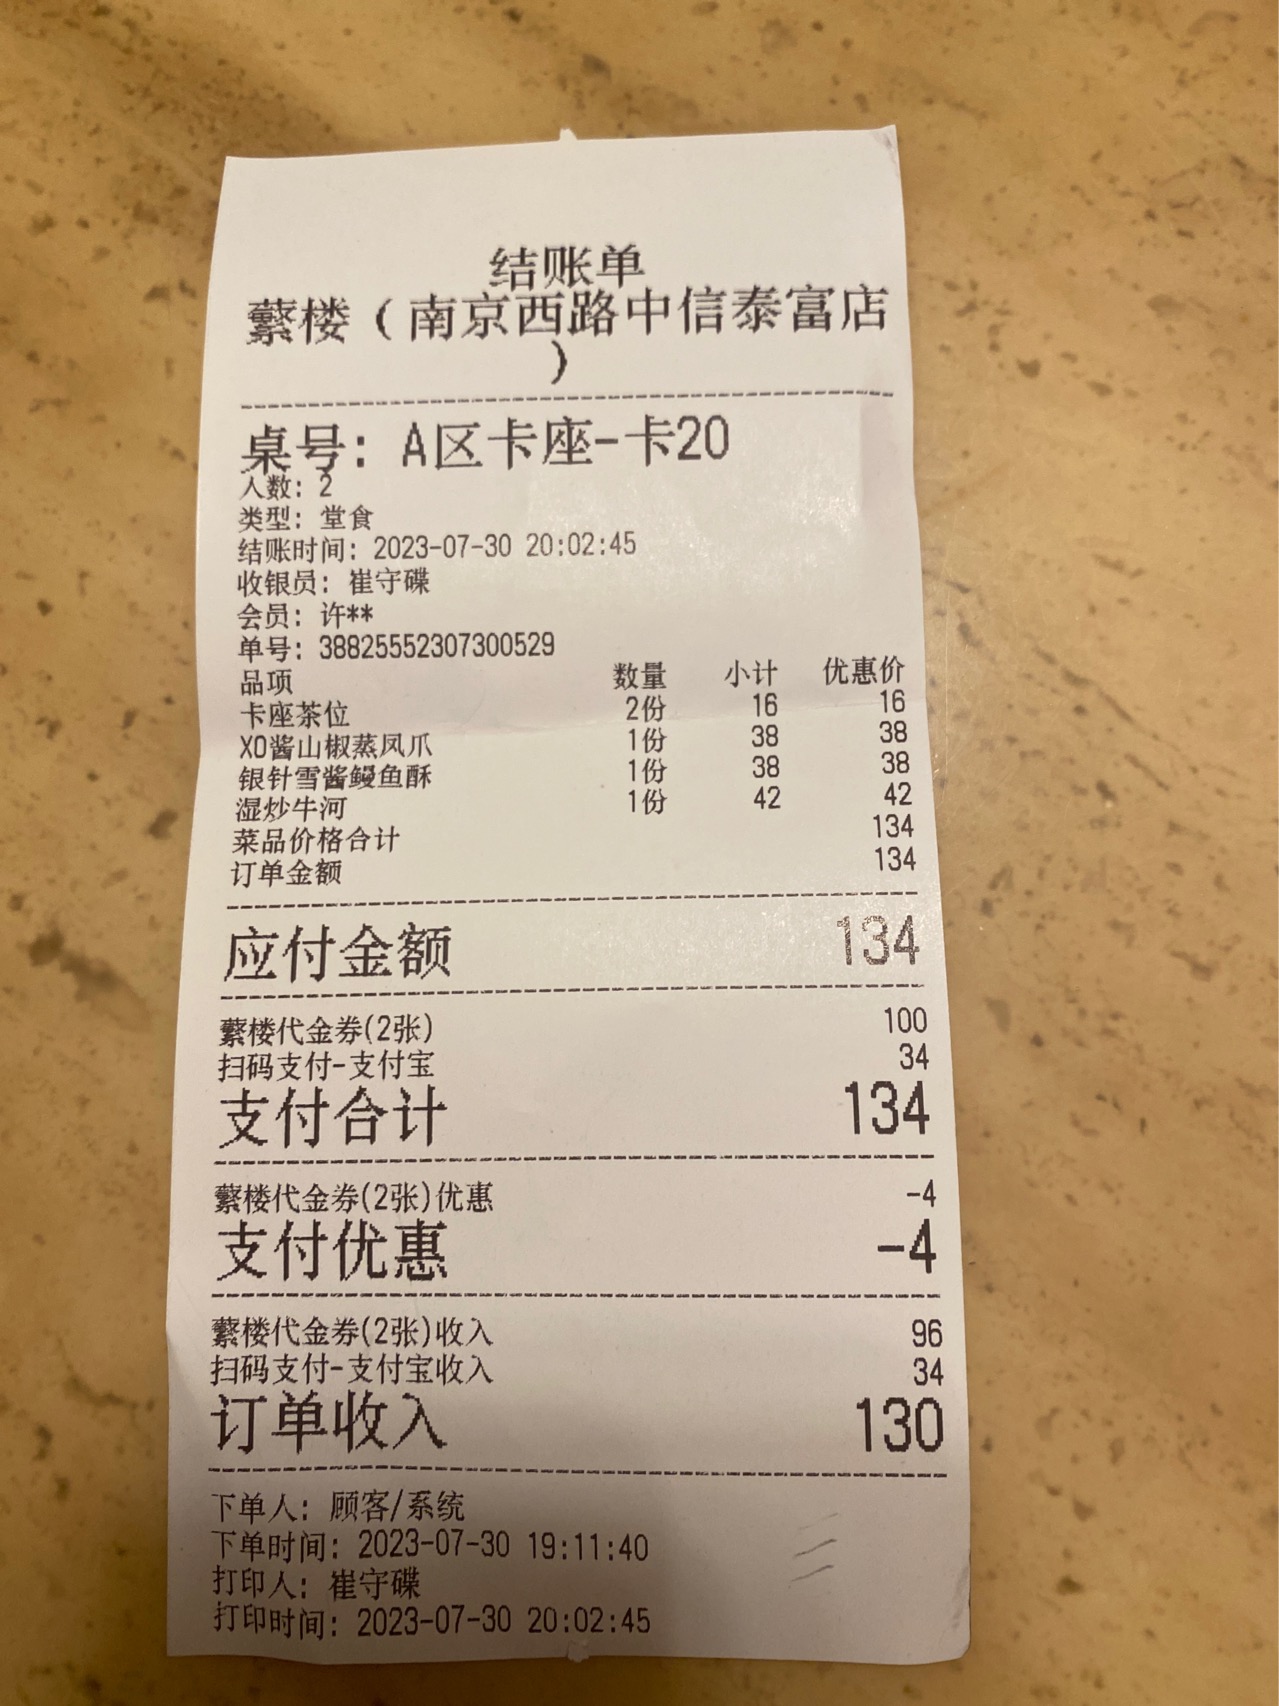 结账单
蘩楼（南京西路中信泰富店
）
桌号：A区卡座-卡20
人数：2
类型：堂食
结账时间：2023-07-30 20:02:45
收银员：崔守碟
会员：许**
单号：38825552307300529
品项 数量 小计 优惠价
卡座茶位 2份 16 16
XO酱山椒蒸凤爪 1份 38 38
银针雪酱鳗鱼酥 1份 38 38
湿炒牛河 1份 42 42
菜品价格合计 134
订单金额 134
应付金额 134
蘩楼代金券(2张) 100
扫码支付-支付宝 34
支付合计 134
蘩楼代金券(2张)优惠 -4
支付优惠 -4
蘩楼代金券(2张)收入 96
扫码支付-支付宝收入 34
订单收入 130
下单人：顾客/系统
下单时间：2023-07-30 19:11:40
打印人：崔守碟
打印时间：2023-07-30 20:02:45